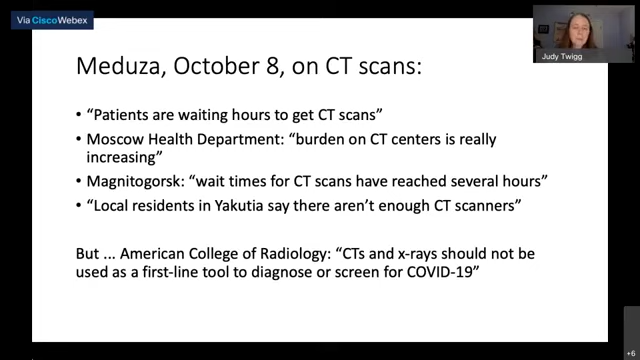 Via CiscoWebex
Judy Twigg
Meduza, October 8, on CT scans:
• “Patients are waiting hours to get CT scans”
• Moscow Health Department: “burden on CT centers is really
increasing”
• Magnitogorsk: “wait times for CT scans have reached several hours”
• “Local residents in Yakutia say there aren’t enough CT scanners”
But ... American College of Radiology: “CTs and x-rays should not be
used as a first-line tool to diagnose or screen for COVID-19”
+6